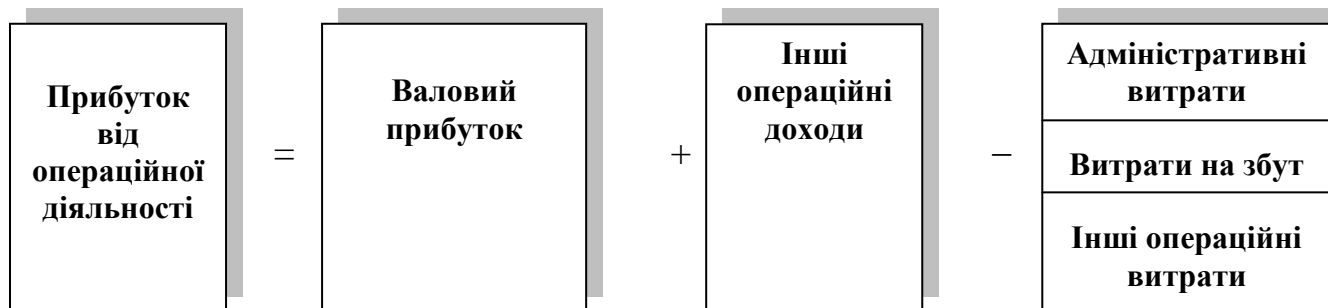 Прибуток
від
операційної
діяльності
=
Валовий
прибуток
+
Інші
операційні
доходи
–
Адміністративні
витрати
Витрати на збут
Інші операційні
витрати